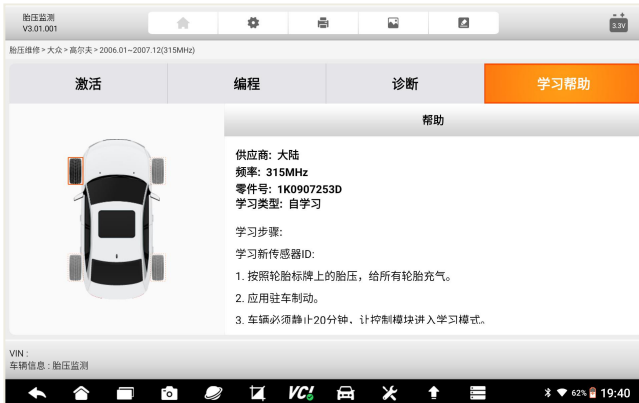 胎压监测
V3.01.001
3.3V
胎压维修 > 大众 > 高尔夫 > 2006.01~2007.12(315MHz)
激活
编程
诊断
学习帮助
帮助
供应商: 大陆
频率: 315MHz
零件号: 1K0907253D
学习类型: 自学习
学习步骤:
学习新传感器ID:
1. 按照轮胎标牌上的胎压，给所有轮胎充气。
2. 应用驻车制动。
3. 车辆必须静止20分钟，让控制模块进入学习模式。
VIN :
车辆信息 : 胎压监测
VC!
62%
19:40